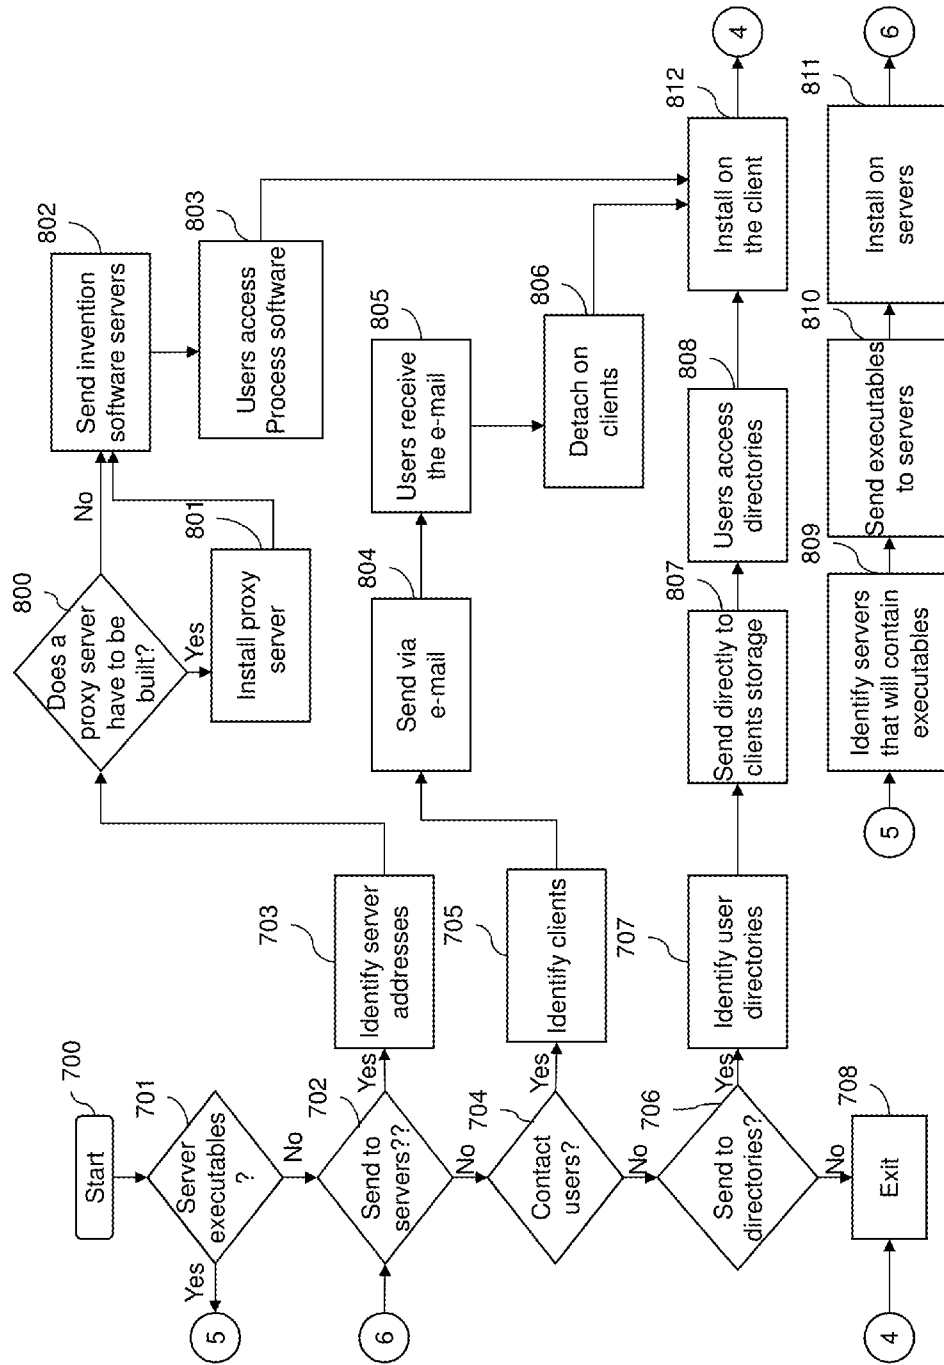 700
Start
701
Server
executables
?
Yes
5
No
702
Send to
servers??
6
Yes
703
Identify server
addresses
No
704
Contact
users?
Yes
705
Identify clients
No
706
Send to
directories?
Yes
707
Identify user
directories
No
708
Exit
4
800
Does a
proxy server
have to be
built?
No
Yes
801
Install proxy
server
802
Send invention
software servers
803
Users access
Process software
804
Send via
e-mail
805
Users receive
the e-mail
806
Detach on
clients
807
Send directly to
clients storage
808
Users access
directories
812
Install on
the client
4
5
809
Identify servers
that will contain
executables
810
Send executables
to servers
811
Install on
servers
6